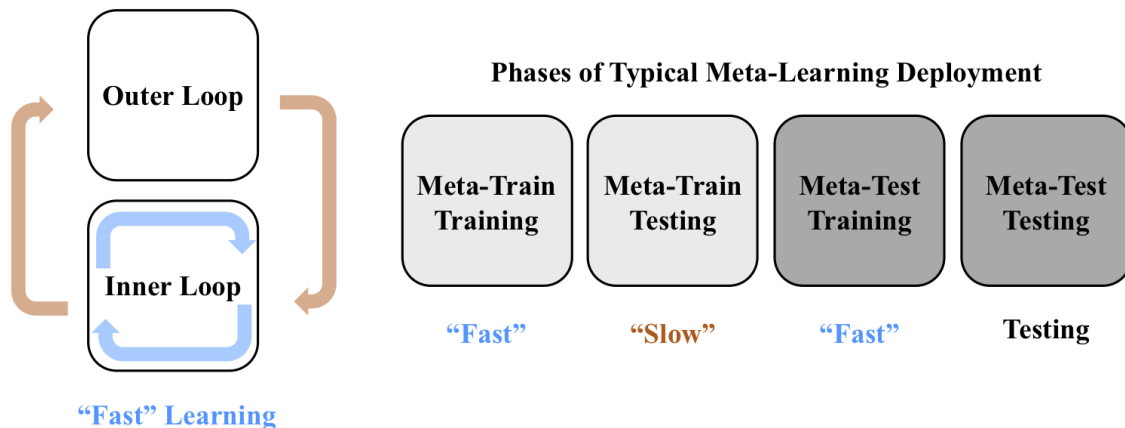 Outer Loop
Inner Loop
“Fast” Learning
Phases of Typical Meta-Learning Deployment
Meta-Train
Training
Meta-Train
Testing
Meta-Test
Training
Meta-Test
Testing
“Fast”
“Slow”
“Fast”
Testing